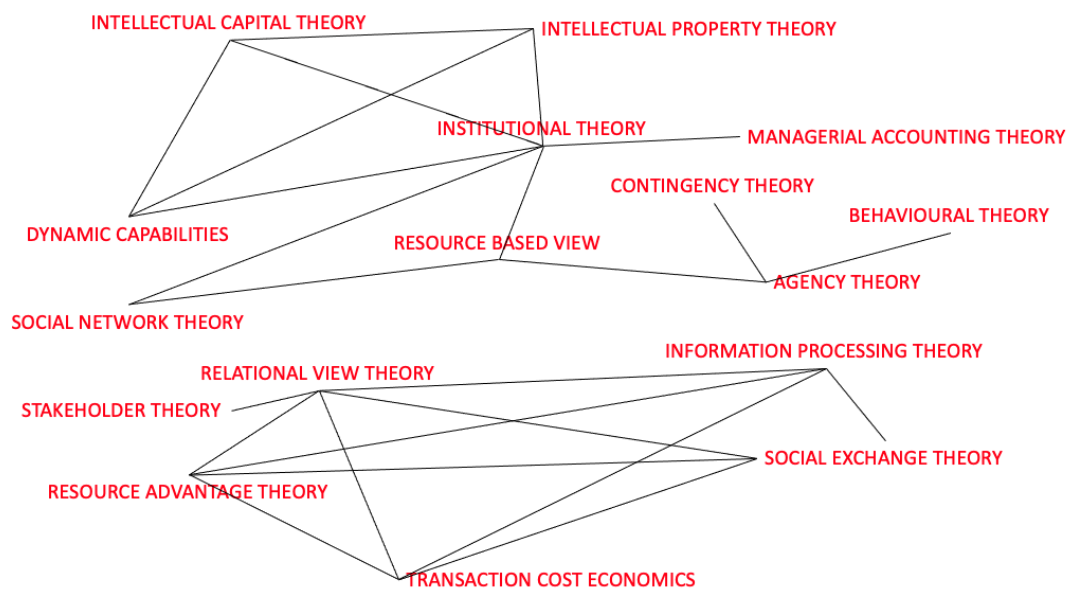 INTELLECTUAL CAPITAL THEORY
INTELLECTUAL PROPERTY THEORY
INSTITUTIONAL THEORY
MANAGERIAL ACCOUNTING THEORY
CONTINGENCY THEORY
BEHAVIOURAL THEORY
DYNAMIC CAPABILITIES
RESOURCE BASED VIEW
AGENCY THEORY
SOCIAL NETWORK THEORY
INFORMATION PROCESSING THEORY
RELATIONAL VIEW THEORY
STAKEHOLDER THEORY
SOCIAL EXCHANGE THEORY
RESOURCE ADVANTAGE THEORY
TRANSACTION COST ECONOMICS